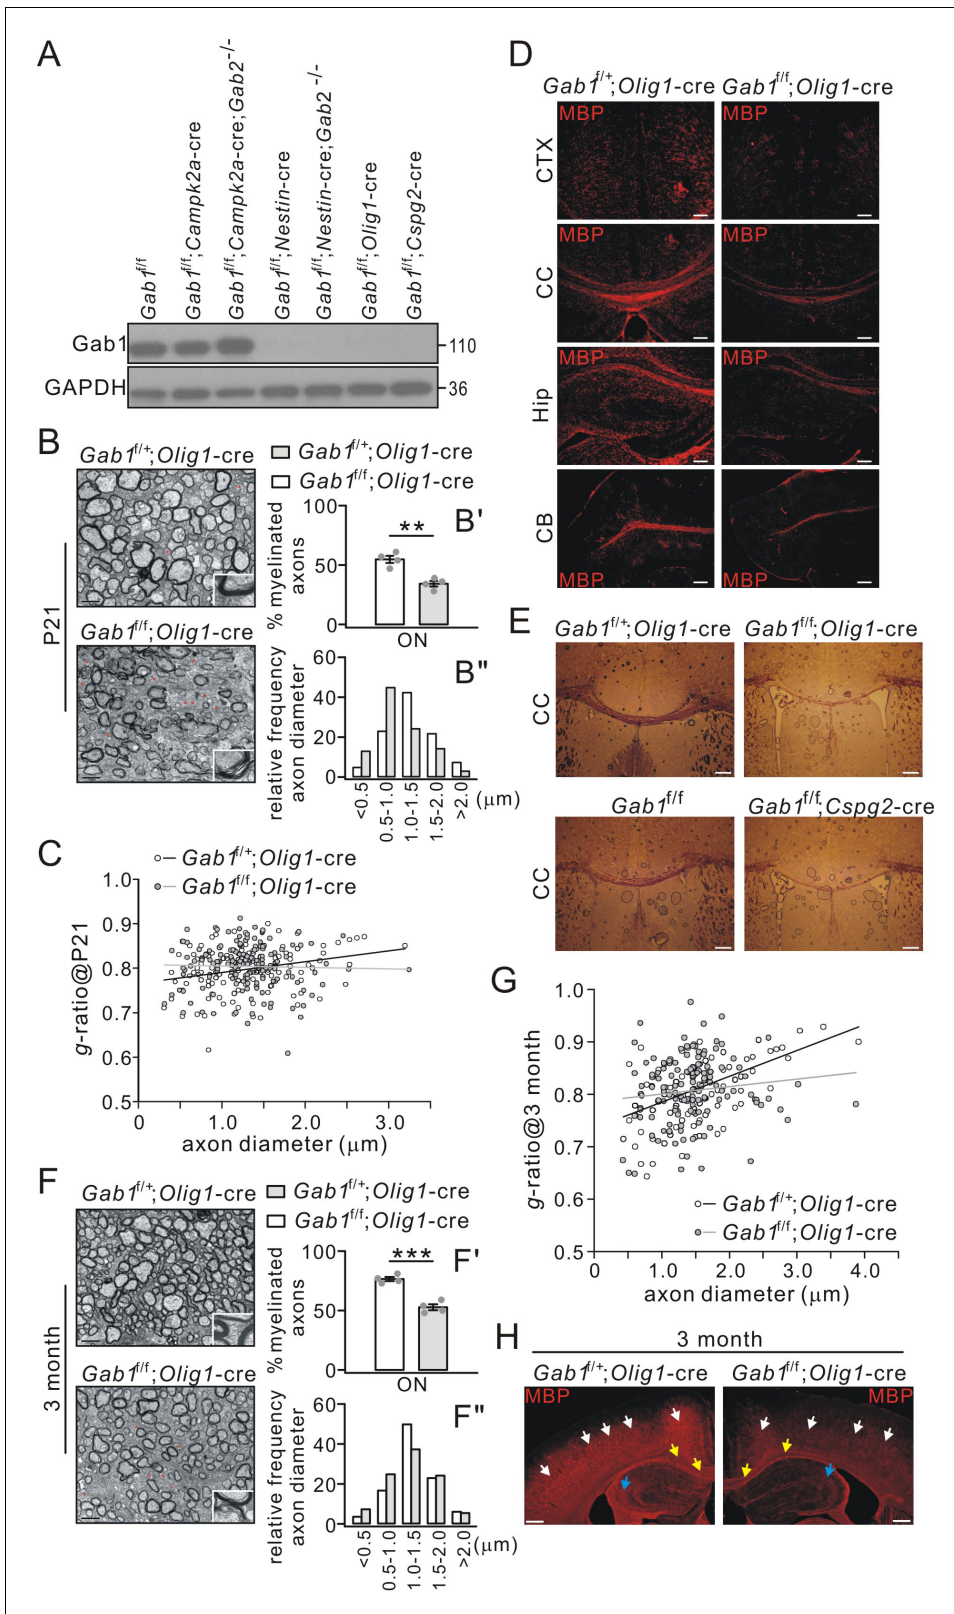 A
Gab1f/f
Gab1f/f;Campk2a-cre
Gab1f/f;Campk2a-cre;Gab2-/-
Gab1f/f;Nestin-cre
Gab1f/f;Nestin-cre;Gab2-/-
Gab1f/f;Olig1-cre
Gab1f/f;Cspg2-cre
Gab1
110
GAPDH
36
B
Gab1f/+;Olig1-cre
P21
Gab1f/f;Olig1-cre
Gab1f/+;Olig1-cre
Gab1f/f;Olig1-cre
B'
% myelinated
axons
100
50
0
**
ON
B"
relative frequency
axon diameter
60
40
20
0
<0.5
0.5-1.0
1.0-1.5
1.5-2.0
>2.0
(μm)
C
Gab1f/+;Olig1-cre
Gab1f/f;Olig1-cre
g-ratio@P21
1.0
0.9
0.8
0.7
0.6
0.5
0
1.0
2.0
3.0
axon diameter (μm)
D
Gab1f/+;Olig1-cre
Gab1f/f;Olig1-cre
CTX
MBP
MBP
CC
MBP
MBP
Hip
MBP
MBP
CB
MBP
MBP
E
Gab1f/+;Olig1-cre
Gab1f/f;Olig1-cre
CC
Gab1f/f
Gab1f/f;Cspg2-cre
CC
F
Gab1f/+;Olig1-cre
3 month
Gab1f/f;Olig1-cre
Gab1f/+;Olig1-cre
Gab1f/f;Olig1-cre
F'
% myelinated
axons
100
50
0
***
ON
F"
relative frequency
axon diameter
60
40
20
0
<0.5
0.5-1.0
1.0-1.5
1.5-2.0
>2.0
(μm)
G
g-ratio@3 month
1.0
0.9
0.8
0.7
0.6
0.5
0
1.0
2.0
3.0
4.0
axon diameter (μm)
Gab1f/+;Olig1-cre
Gab1f/f;Olig1-cre
H
3 month
Gab1f/+;Olig1-cre
Gab1f/f;Olig1-cre
MBP
MBP